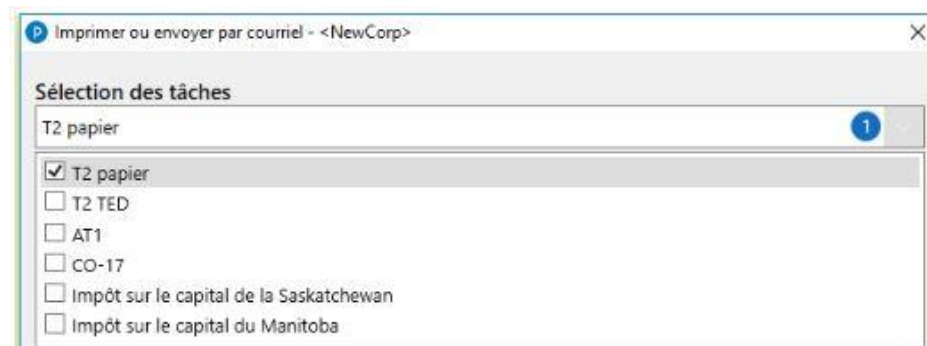 P Imprimer ou envoyer par courriel - <NewCorp>
Sélection des tâches
T2 papier 1
T2 papier
T2 TED
AT1
CO-17
Impôt sur le capital de la Saskatchewan
Impôt sur le capital du Manitoba